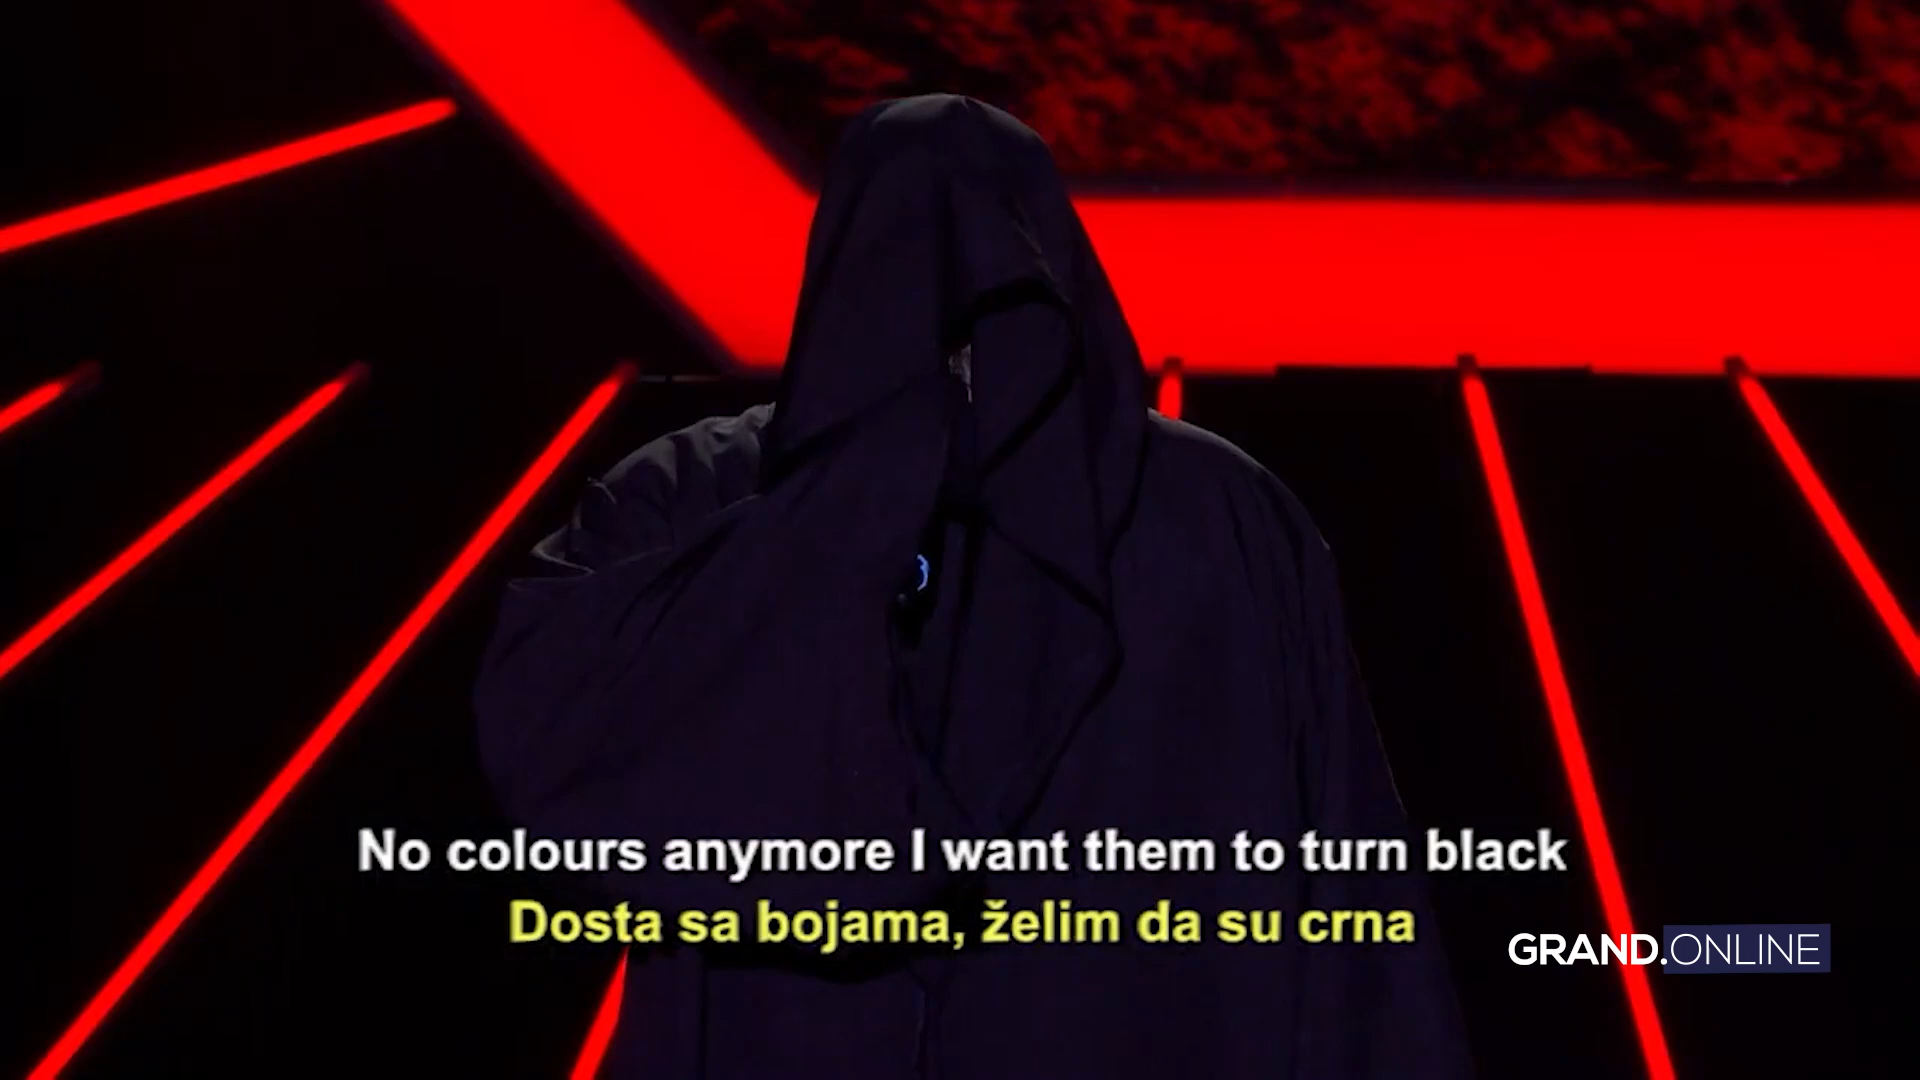 No colours anymore I want them to turn black
Dosta sa bojama, želim da su crna
GRAND.ONLINE